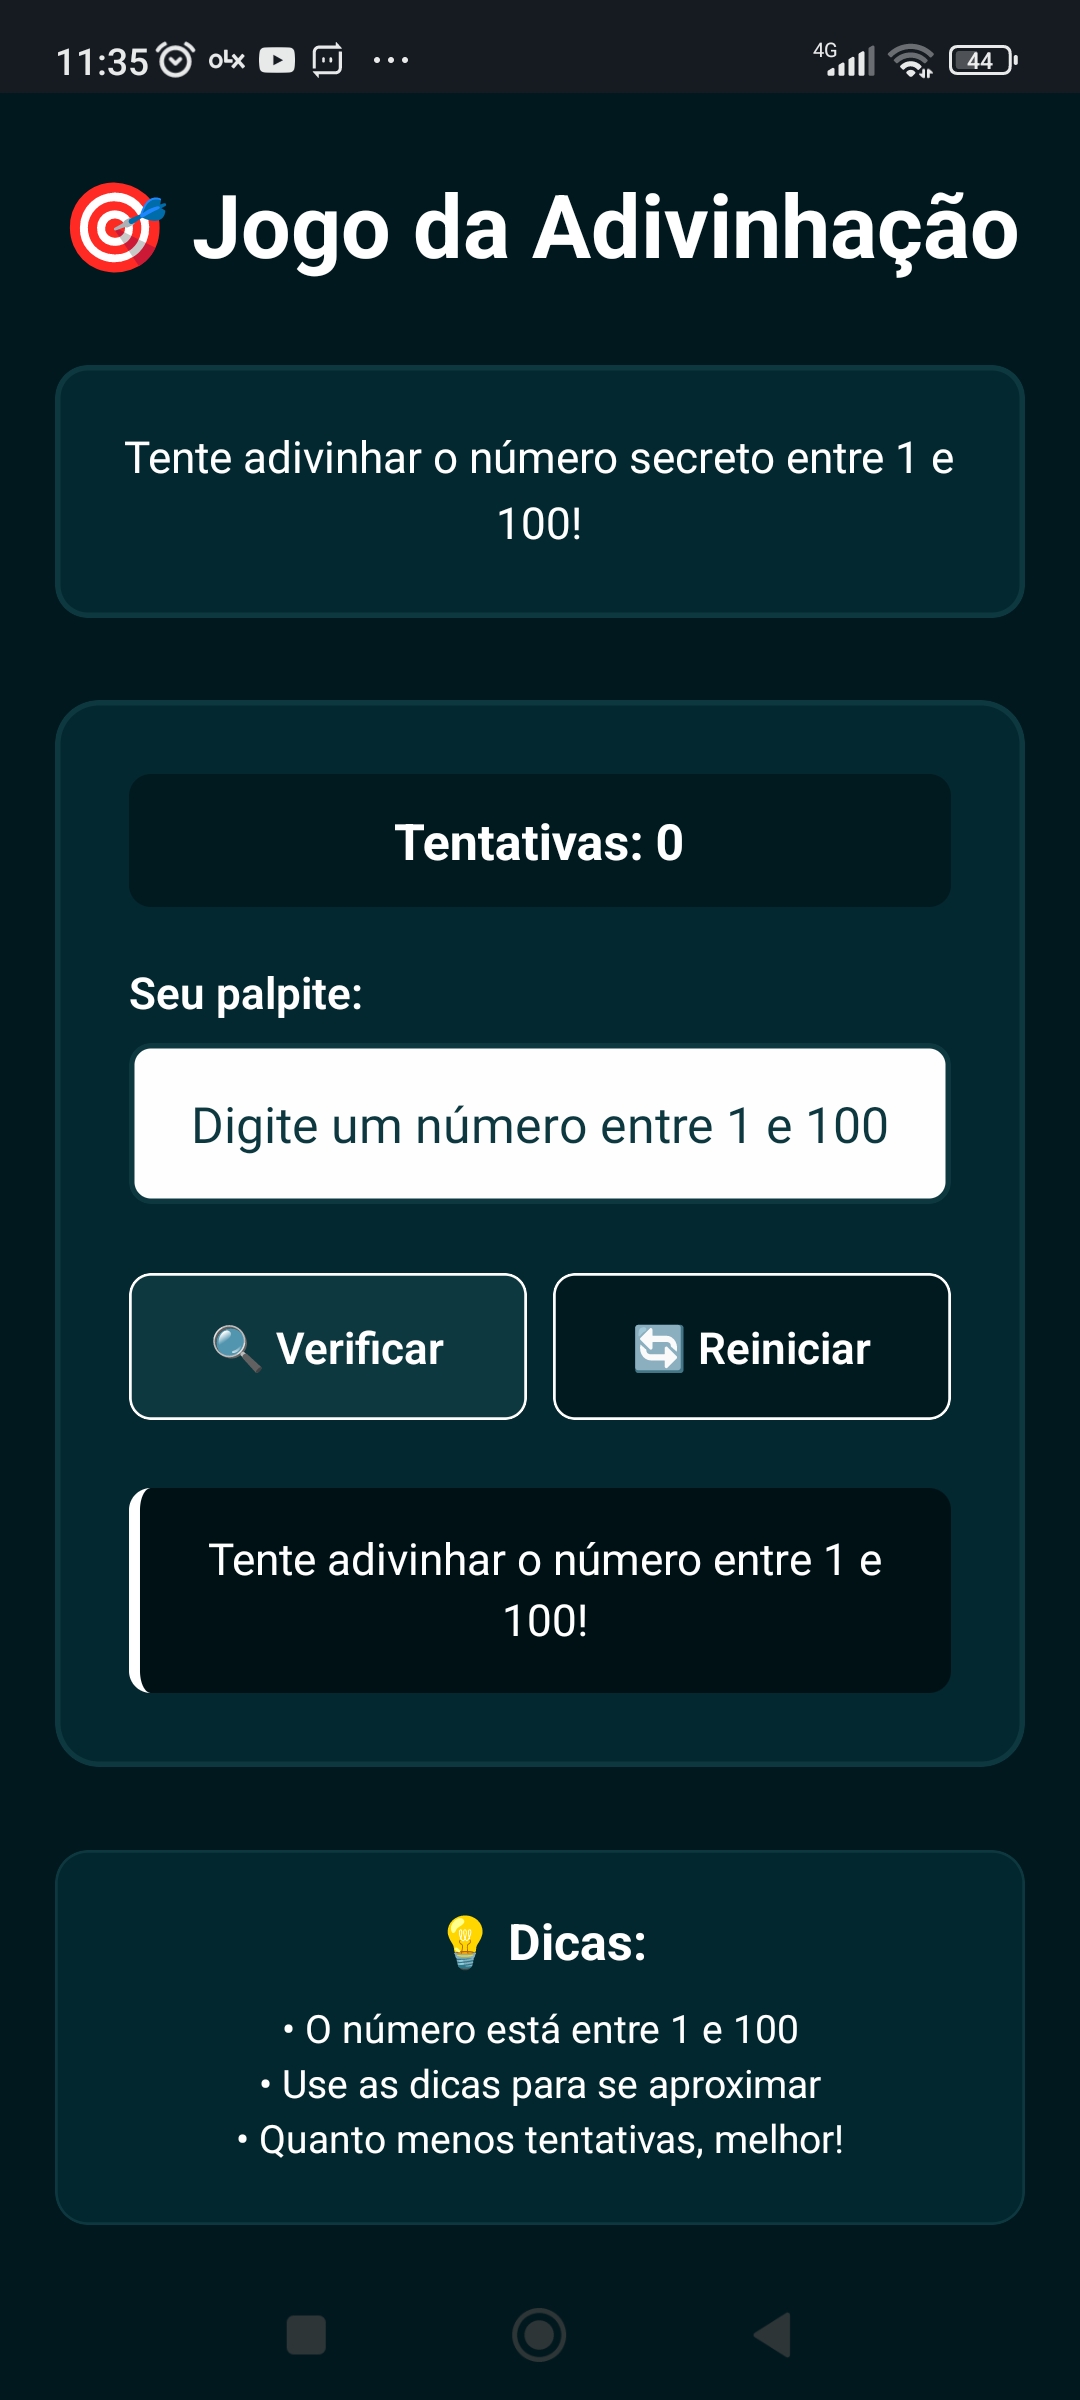 11:35 OLX 4G 44
Jogo da Adivinhação
Tente adivinhar o número secreto entre 1 e
100!
Tentativas: 0
Seu palpite:
Digite um número entre 1 e 100
Verificar
Reiniciar
Tente adivinhar o número entre 1 e
100!
Dicas:
• O número está entre 1 e 100
• Use as dicas para se aproximar
• Quanto menos tentativas, melhor!